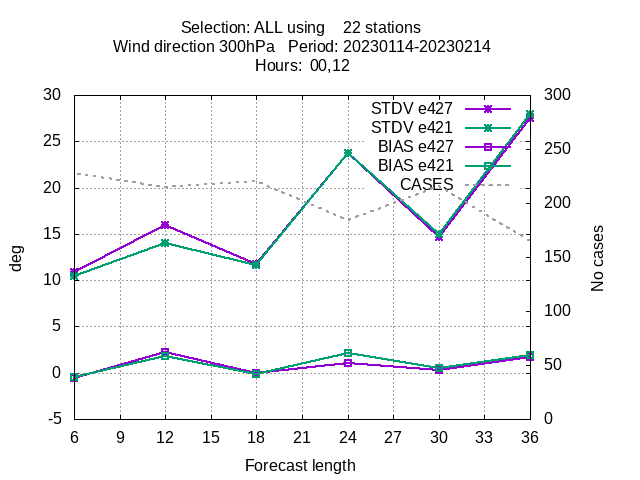 Selection: ALL using    22 stations
Wind direction 300hPa   Period: 20230114-20230214
Hours:  00,12
STDV e427
STDV e421
BIAS e427
BIAS e421
CASES
30
25
20
15
10
5
0
-5
deg
300
250
200
150
100
50
0
No cases
6 9 12 15 18 21 24 27 30 33 36
Forecast length